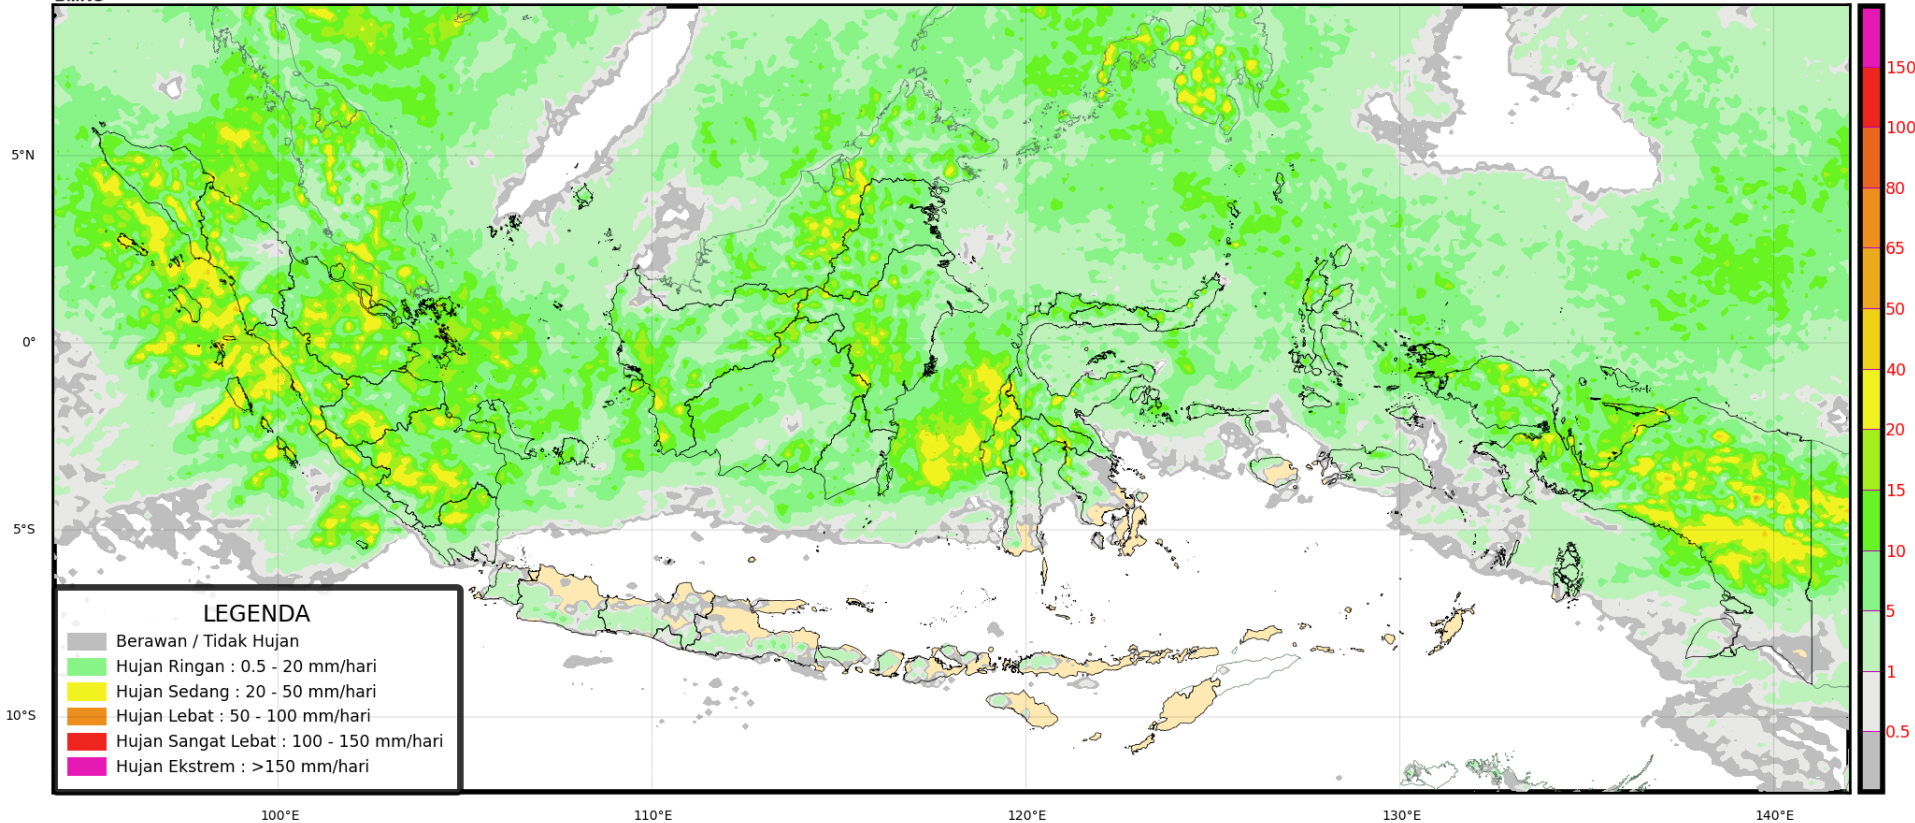 5°N
0°
5°S
10°S
100°E
110°E
120°E
130°E
140°E
LEGENDA
Berawan / Tidak Hujan
Hujan Ringan : 0.5 - 20 mm/hari
Hujan Sedang : 20 - 50 mm/hari
Hujan Lebat : 50 - 100 mm/hari
Hujan Sangat Lebat : 100 - 150 mm/hari
Hujan Ekstrem : >150 mm/hari
150
100
80
65
50
40
20
15
10
5
1
0.5